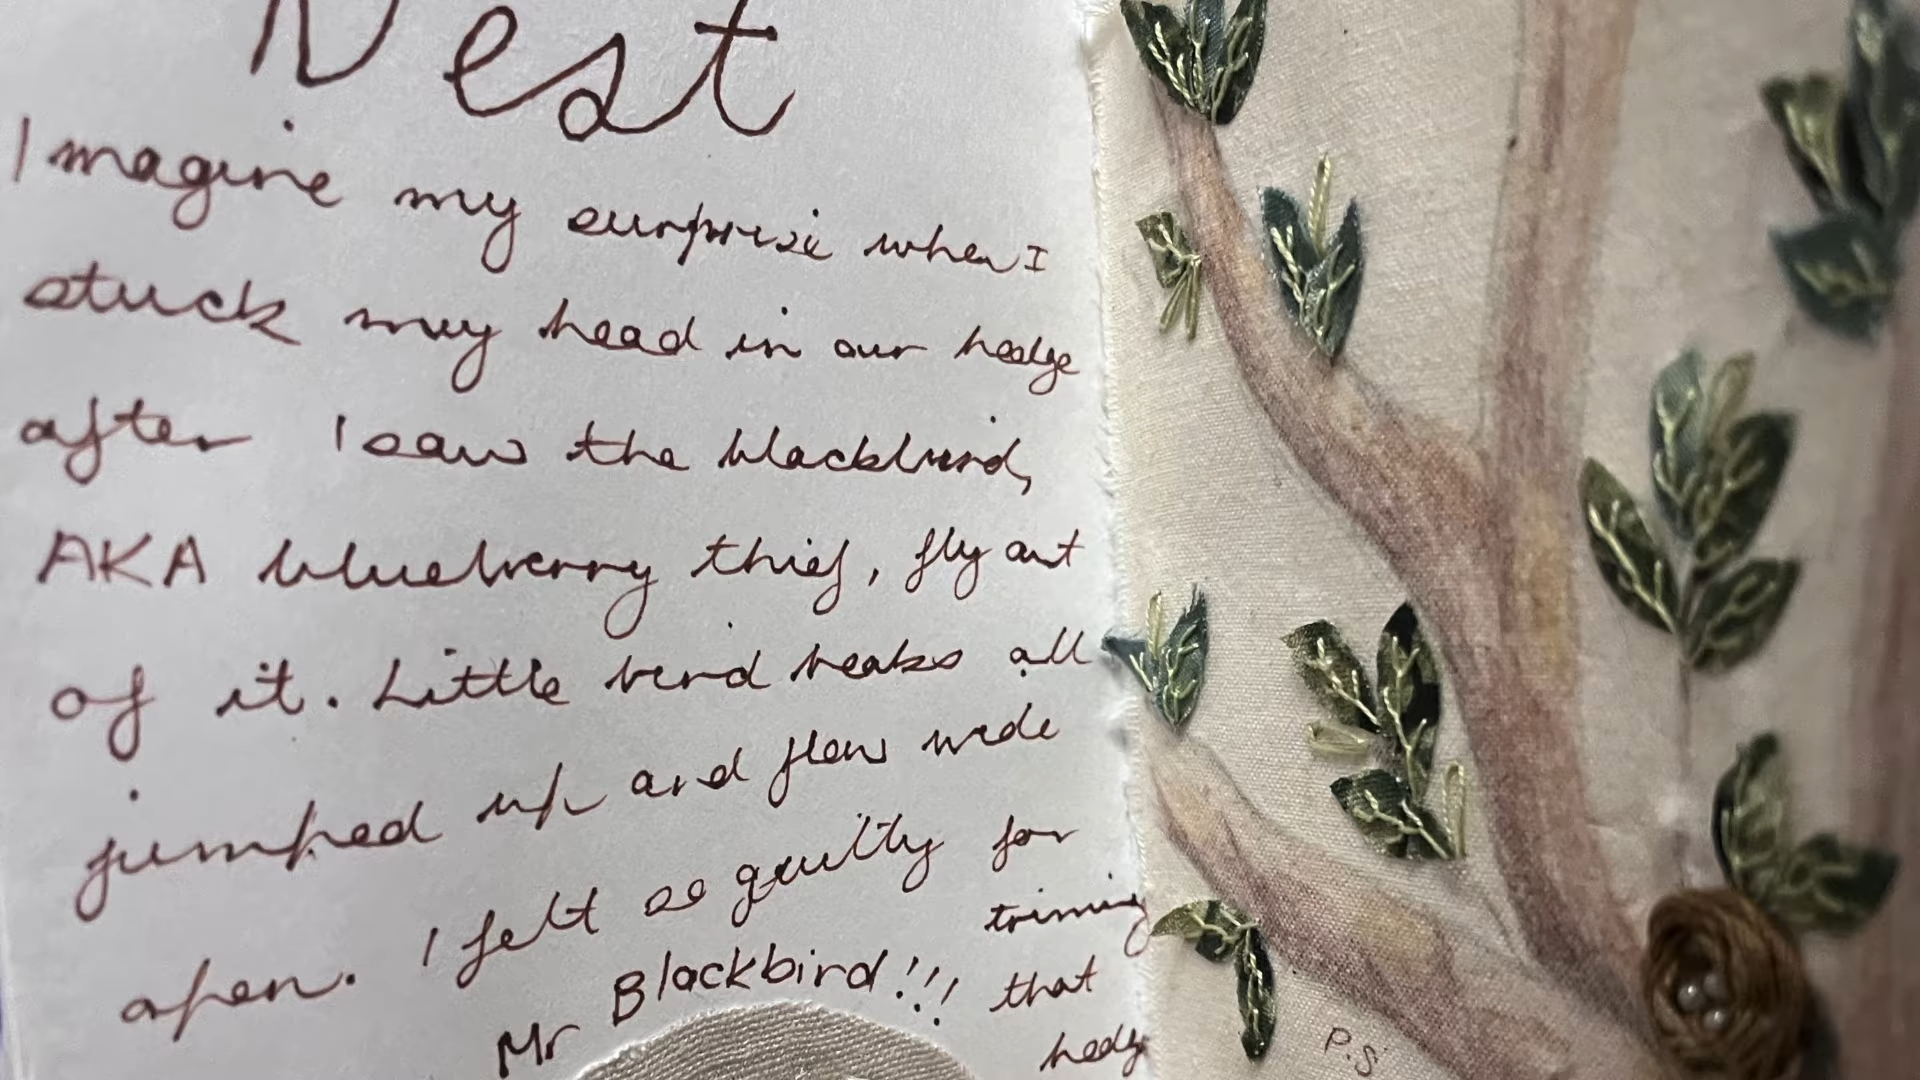 Nest
Imagine my surprise when I
stuck my head in our hedge
after I saw the blackbird,
AKA blueberry thief, fly out
of it. Little bird beaks all
jumped up and flew wide
open. I felt so guilty for
trimming
Mr Blackbird!!! that
hedge
P.S